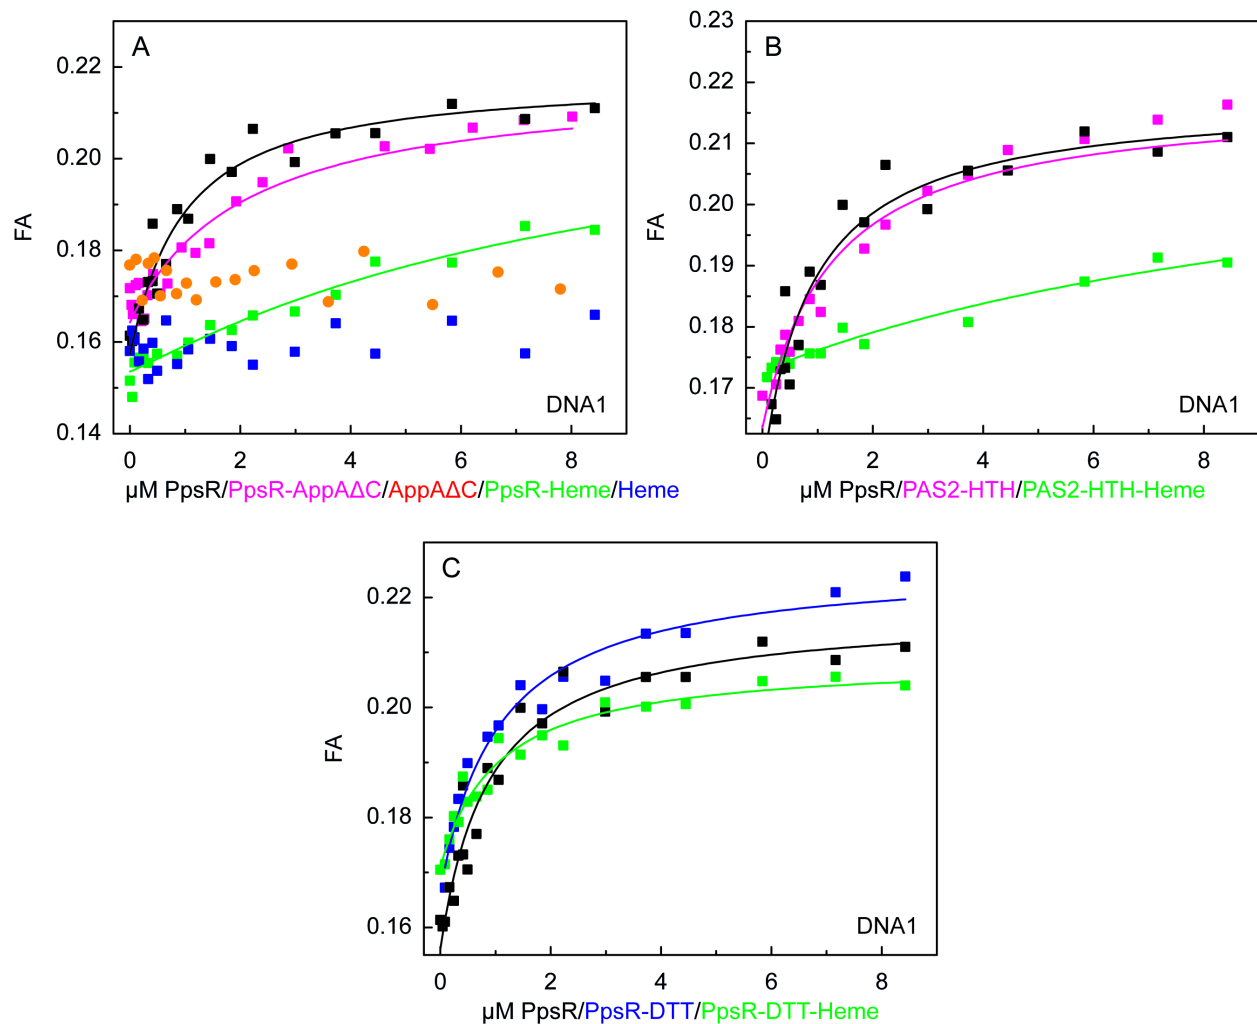 A
FA
0.22
0.20
0.18
0.16
0.14
DNA1
0 2 4 6 8
µM PpsR/PpsR-AppAΔC/AppAΔC/PpsR-Heme/Heme
B
FA
0.23
0.22
0.21
0.20
0.19
0.18
0.17
DNA1
0 2 4 6 8
µM PpsR/PAS2-HTH/PAS2-HTH-Heme
C
FA
0.22
0.20
0.18
0.16
DNA1
0 2 4 6 8
µM PpsR/PpsR-DTT/PpsR-DTT-Heme